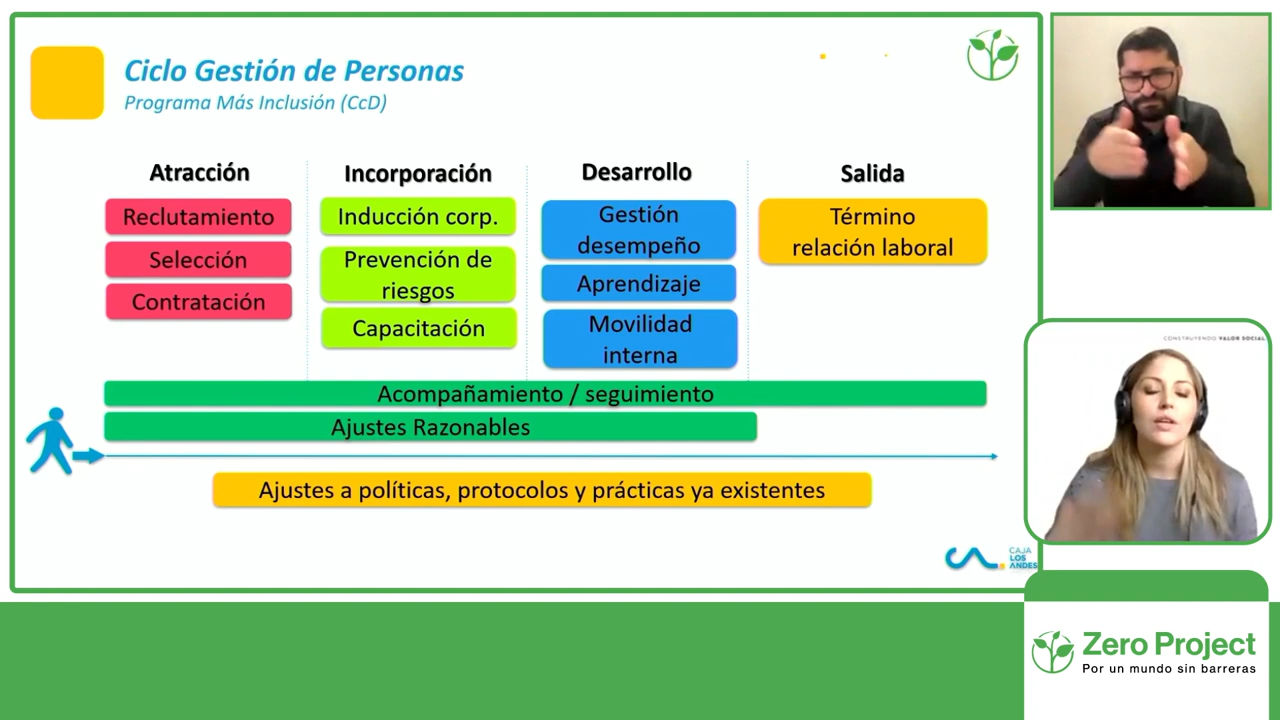 Ciclo Gestión de Personas
Programa Más Inclusión (CcD)
Atracción
Reclutamiento
Selección
Contratación
Incorporación
Inducción corp.
Prevención de
riesgos
Capacitación
Desarrollo
Gestión
desempeño
Aprendizaje
Movilidad
interna
Salida
Término
relación laboral
Acompañamiento / seguimiento
Ajustes Razonables
Ajustes a políticas, protocolos y prácticas ya existentes
CAJA
LOS
ANDES
CONSTRUYENDO VALOR SOCIAL
Zero Project
Por un mundo sin barreras